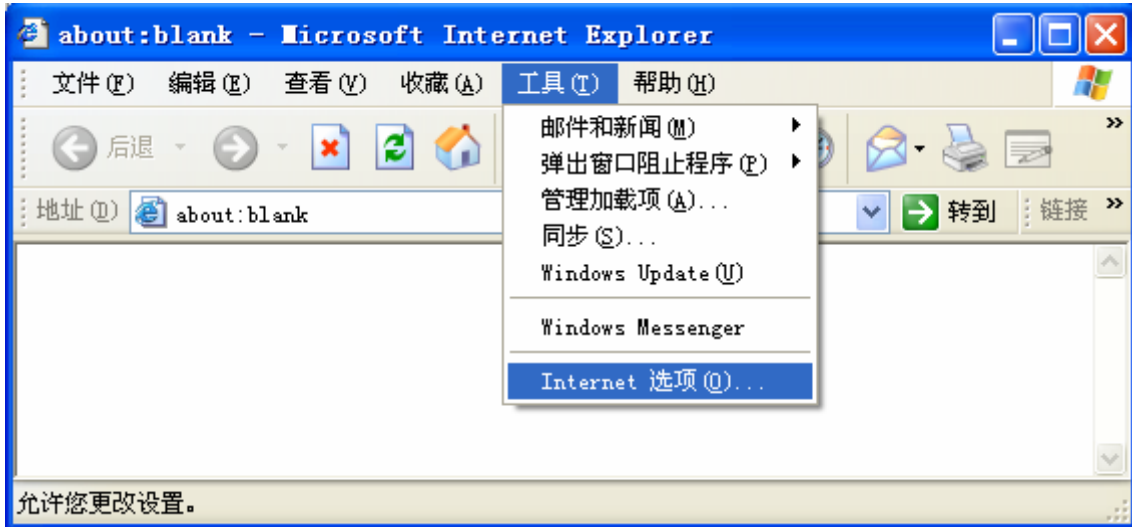 about:blank - Microsoft Internet Explorer
文件(F) 编辑(E) 查看(V) 收藏(A) 工具(T) 帮助(H)
后退
地址(D) about:blank 转到 链接
邮件和新闻(M)
弹出窗口阻止程序(P)
管理加载项(A)...
同步(S)...
Windows Update(U)
Windows Messenger
Internet 选项(O)...
允许您更改设置。